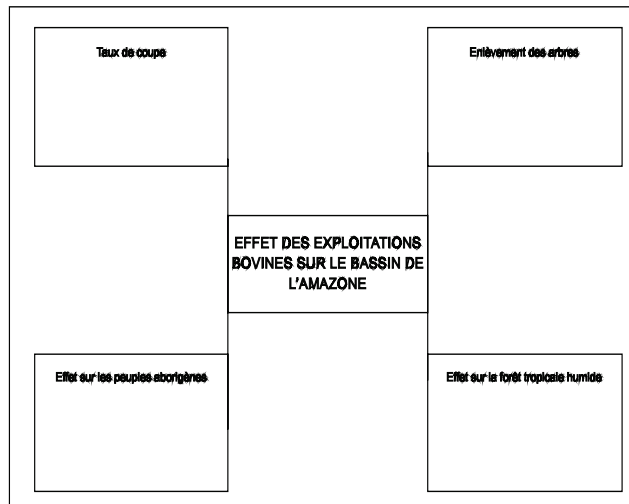 Taux de coupe
Enlèvement des arbres
EFFET DES EXPLOITATIONS
BOVINES SUR LE BASSIN DE
L'AMAZONE
Effet sur les peuples aborigènes
Effet sur la forêt tropicale humide